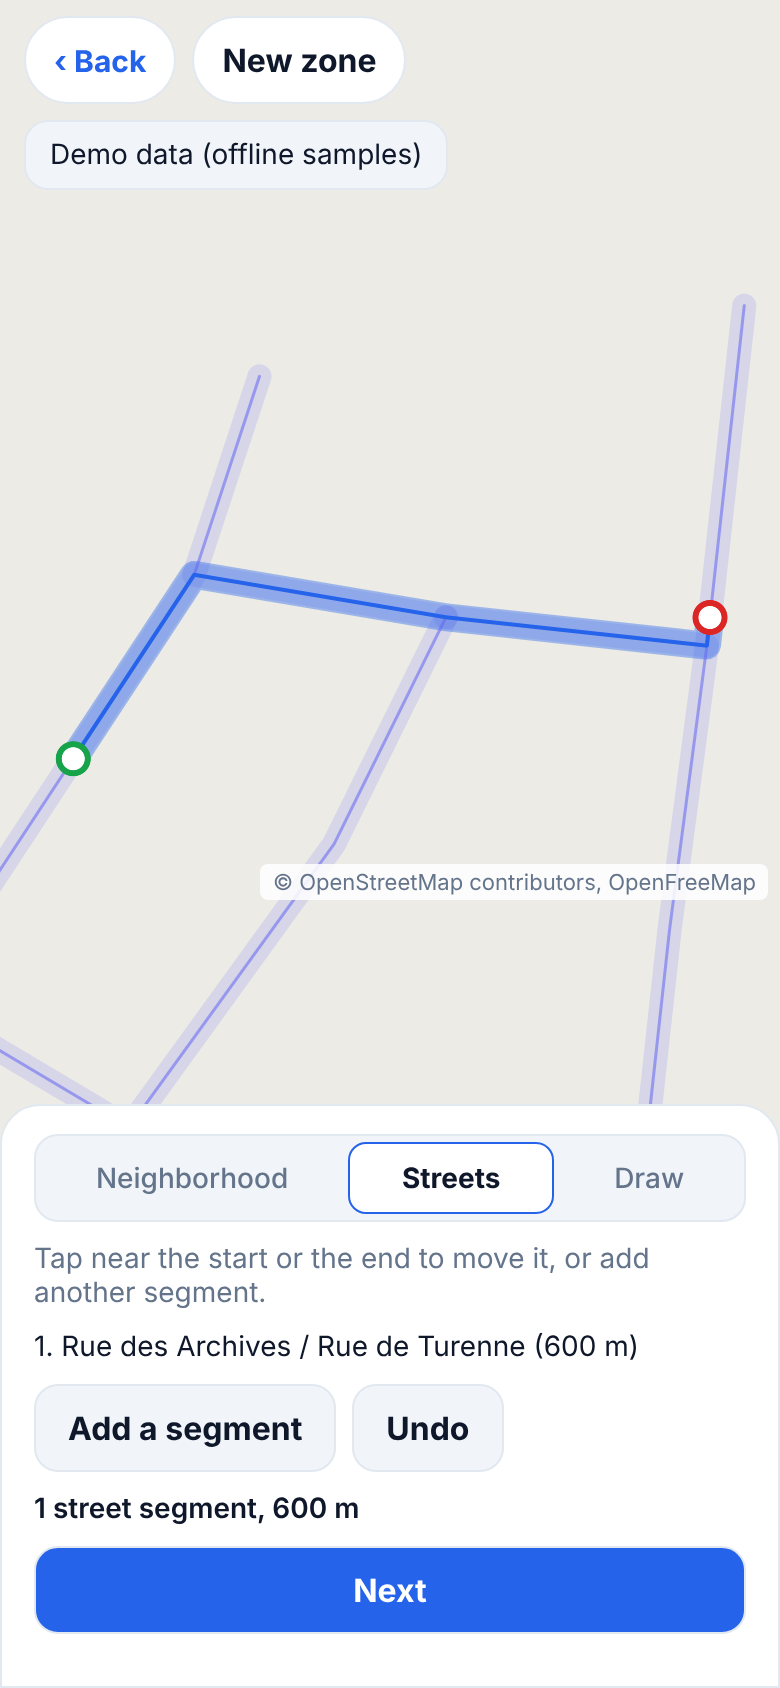 ‹ Back
New zone
Demo data (offline samples)
© OpenStreetMap contributors, OpenFreeMap
Neighborhood
Streets
Draw
Tap near the start or the end to move it, or add
another segment.
1. Rue des Archives / Rue de Turenne (600 m)
Add a segment
Undo
1 street segment, 600 m
Next